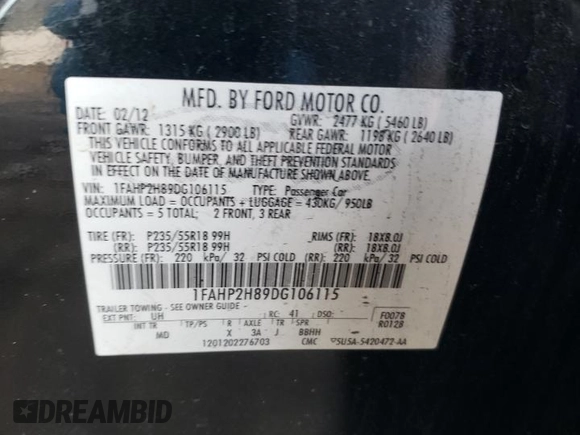 MFD. BY FORD MOTOR CO.
DATE: 02/12 GVWR: 2477 KG ( 5460 LB)
FRONT GAWR: 1315 KG ( 2900 LB) REAR GAWR: 1198 KG ( 2640 LB)
THIS VEHICLE CONFORMS TO ALL APPLICABLE FEDERAL MOTOR
VEHICLE SAFETY, BUMPER, AND THEFT PREVENTION STANDARDS
IN EFFECT ON THE DATE OF MANUFACTURE SHOWN ABOVE.
VIN: 1FAHP2H89DG106115 TYPE: Passenger Car
MAXIMUM LOAD = OCCUPANTS + LUGGAGE = 430KG/ 950LB
OCCUPANTS = 5 TOTAL; 2 FRONT, 3 REAR
TIRE (FR): P235/55R18 99H RIMS (FR): 18X8.0J
(RR): P235/55R18 99H (RR): 18X8.0J
PRESSURE (FR): 220 kPa/ 32 PSI COLD (RR): 220 kPa/ 32 PSI COLD
1FAHP2H89DG106115
TRAILER TOWING - SEE OWNER GUIDE -
EXT PNT: UH RC: 41 F0078
R0128
INT TR MD R AXLE TR SPR
X 3A J BBHH
1201202276703 CMC 5U5A-5420472-AA
DREAMBID